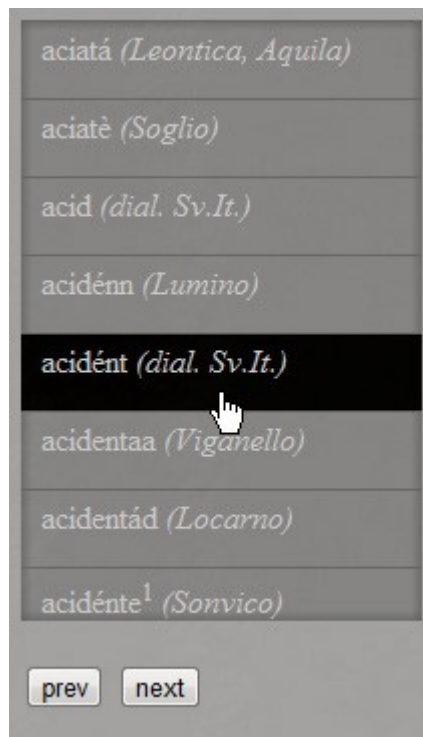 aciatá (Leontica, Aquila)
aciatè (Soglio)
acid (dial. Sv.It.)
acidénn (Lumino)
acidént (dial. Sv.It.)
acidentaa (Viganello)
acidentád (Locarno)
acidénte¹ (Sonvico)
prev next